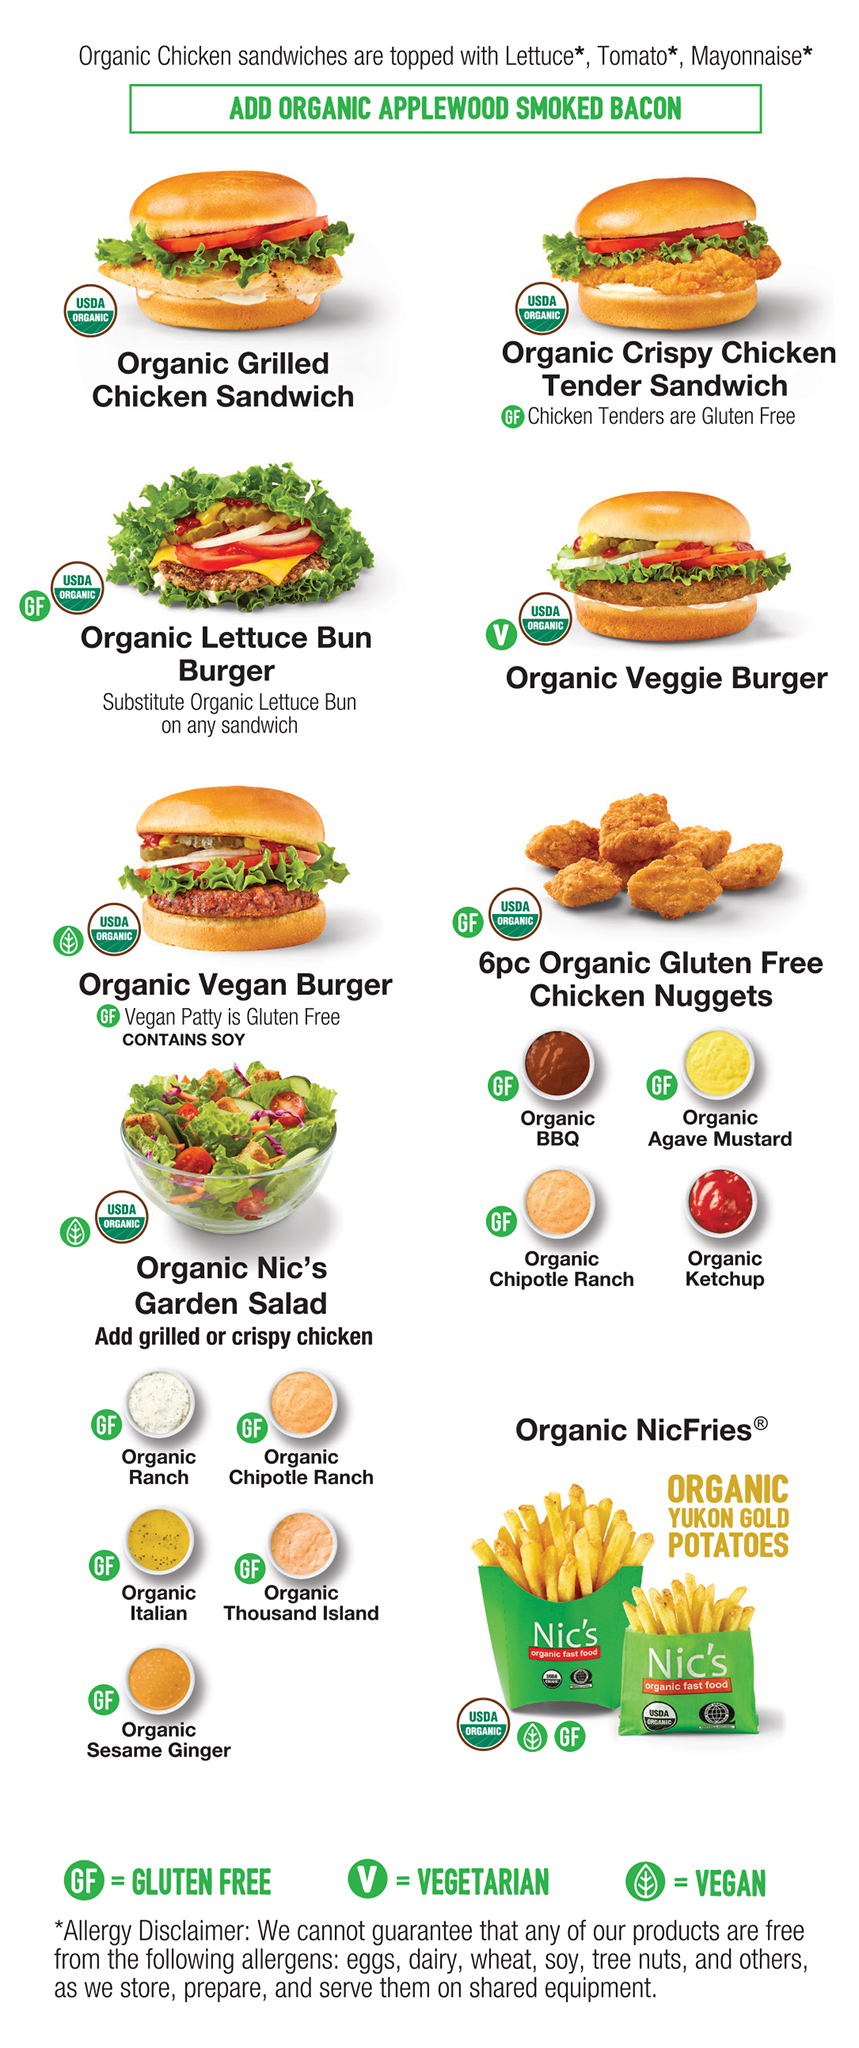 Organic Chicken sandwiches are topped with Lettuce*, Tomato*, Mayonnaise*
ADD ORGANIC APPLEWOOD SMOKED BACON
USDA
ORGANIC
Organic Grilled
Chicken Sandwich
USDA
ORGANIC
Organic Crispy Chicken
Tender Sandwich
GF Chicken Tenders are Gluten Free
GF
USDA
ORGANIC
Organic Lettuce Bun
Burger
Substitute Organic Lettuce Bun
on any sandwich
V
USDA
ORGANIC
Organic Veggie Burger
USDA
ORGANIC
Organic Vegan Burger
GF Vegan Patty is Gluten Free
CONTAINS SOY
GF
USDA
ORGANIC
6pc Organic Gluten Free
Chicken Nuggets
GF
Organic
BBQ
GF
Organic
Agave Mustard
GF
Organic
Chipotle Ranch
Organic
Ketchup
USDA
ORGANIC
Organic Nic's
Garden Salad
Add grilled or crispy chicken
GF
Organic
Ranch
GF
Organic
Chipotle Ranch
GF
Organic
Italian
GF
Organic
Thousand Island
GF
Organic
Sesame Ginger
Organic NicFries®
ORGANIC
YUKON GOLD
POTATOES
Nic's
organic fast food
Nic's
organic fast food
USDA
ORGANIC
USDA
ORGANIC
GF
GF = GLUTEN FREE
V = VEGETARIAN
= VEGAN
*Allergy Disclaimer: We cannot guarantee that any of our products are free
from the following allergens: eggs, dairy, wheat, soy, tree nuts, and others,
as we store, prepare, and serve them on shared equipment.